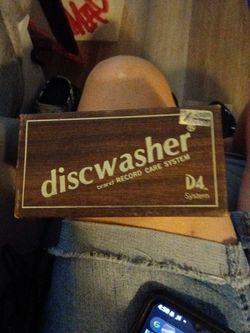 discwasher®
brand RECORD CARE SYSTEM
D4
System